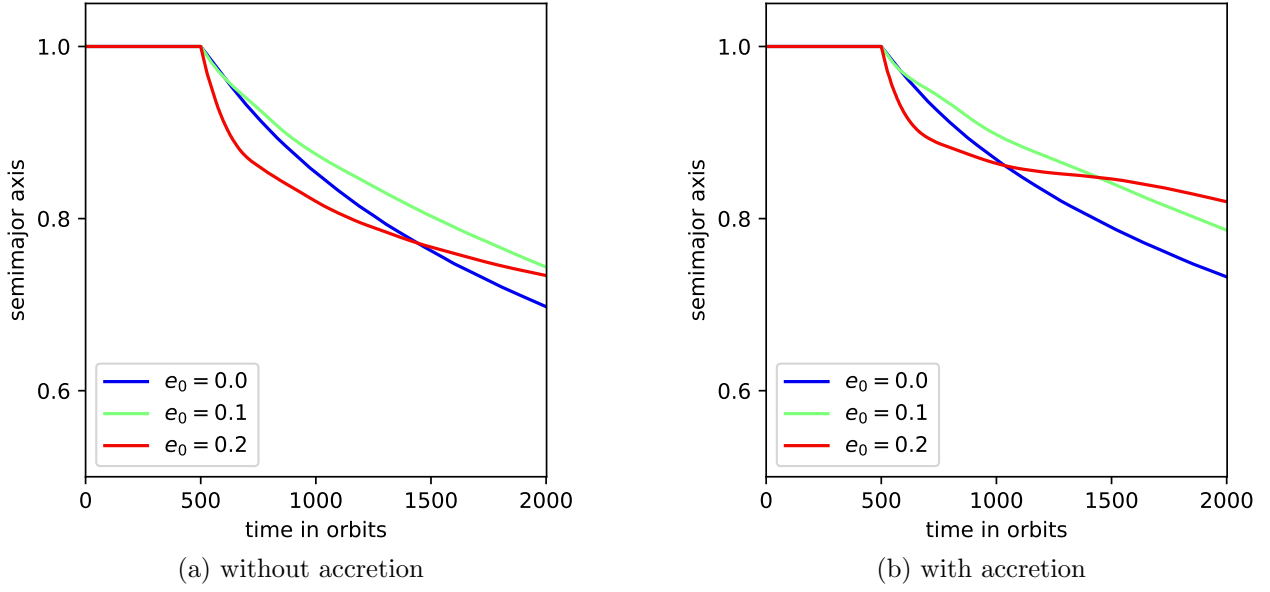 semimajor axis
1.0
0.8
0.6
e₀ = 0.0
e₀ = 0.1
e₀ = 0.2
0 500 1000 1500 2000
time in orbits
(a) without accretion
semimajor axis
1.0
0.8
0.6
e₀ = 0.0
e₀ = 0.1
e₀ = 0.2
0 500 1000 1500 2000
time in orbits
(b) with accretion